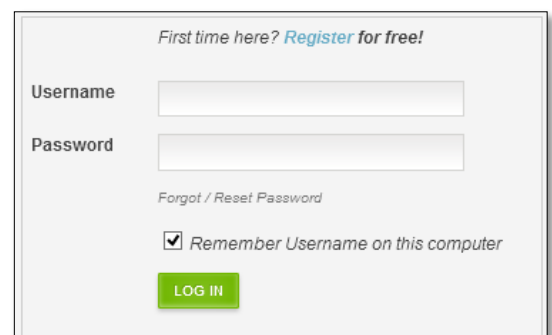 First time here? Register for free!
Username
Password
Forgot / Reset Password
Remember Username on this computer
LOG IN